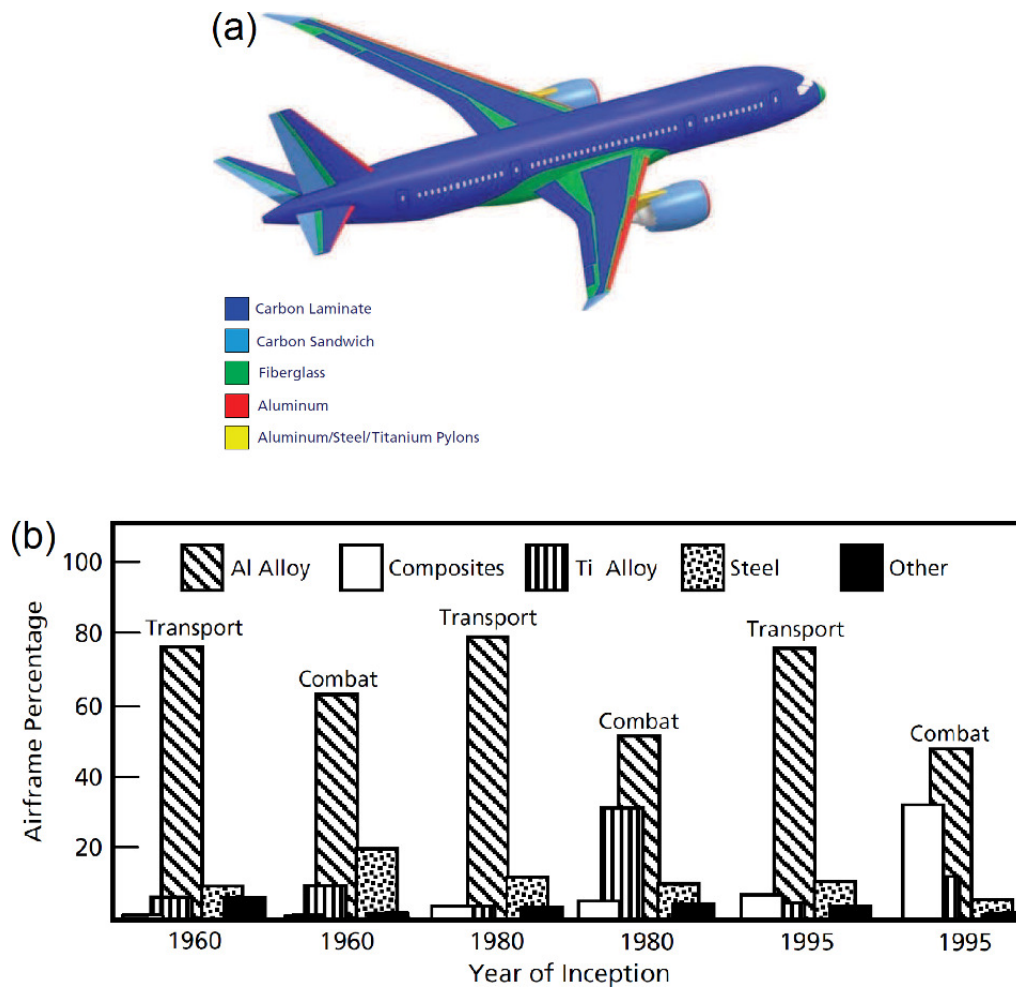 (a)
Carbon Laminate
Carbon Sandwich
Fiberglass
Aluminum
Aluminum/Steel/Titanium Pylons
(b)
Al Alloy Composites Ti Alloy Steel Other
Airframe Percentage
100
80
60
40
20
Transport
Combat
Transport
Combat
Transport
Combat
1960 1960 1980 1980 1995 1995
Year of Inception